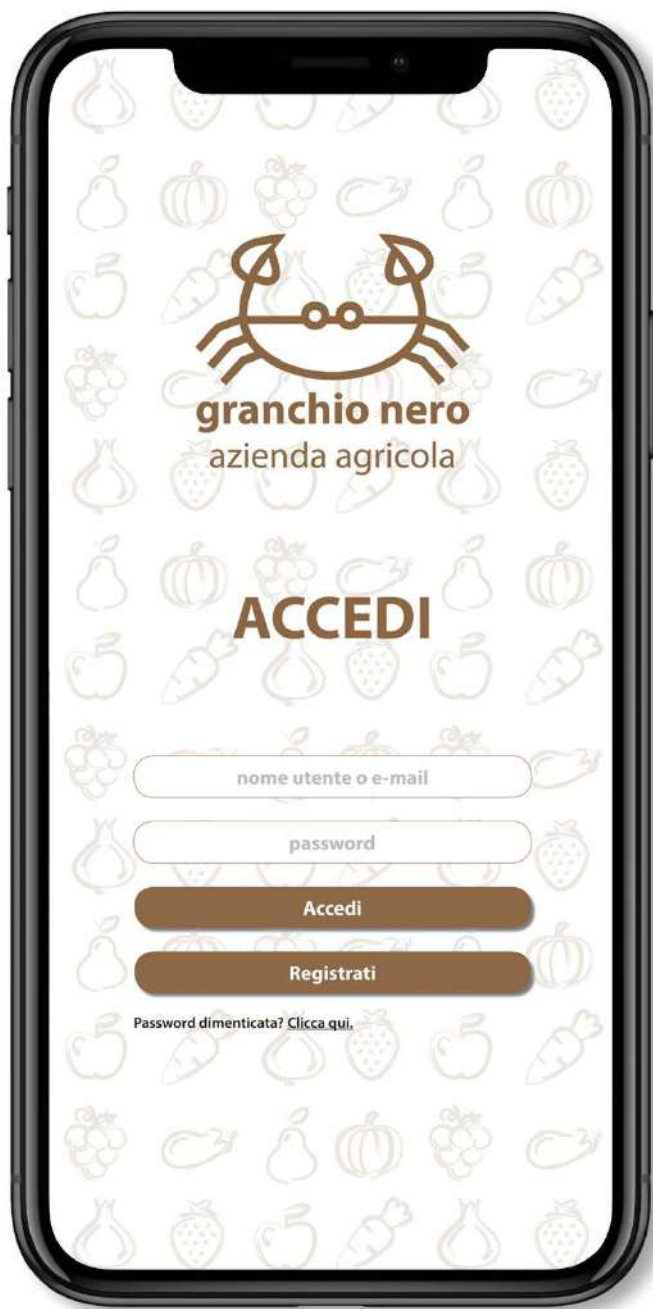 granchio nero
azienda agricola
ACCEDI
nome utente o e-mail
password
Accedi
Registrati
Password dimenticata? Clicca qui.